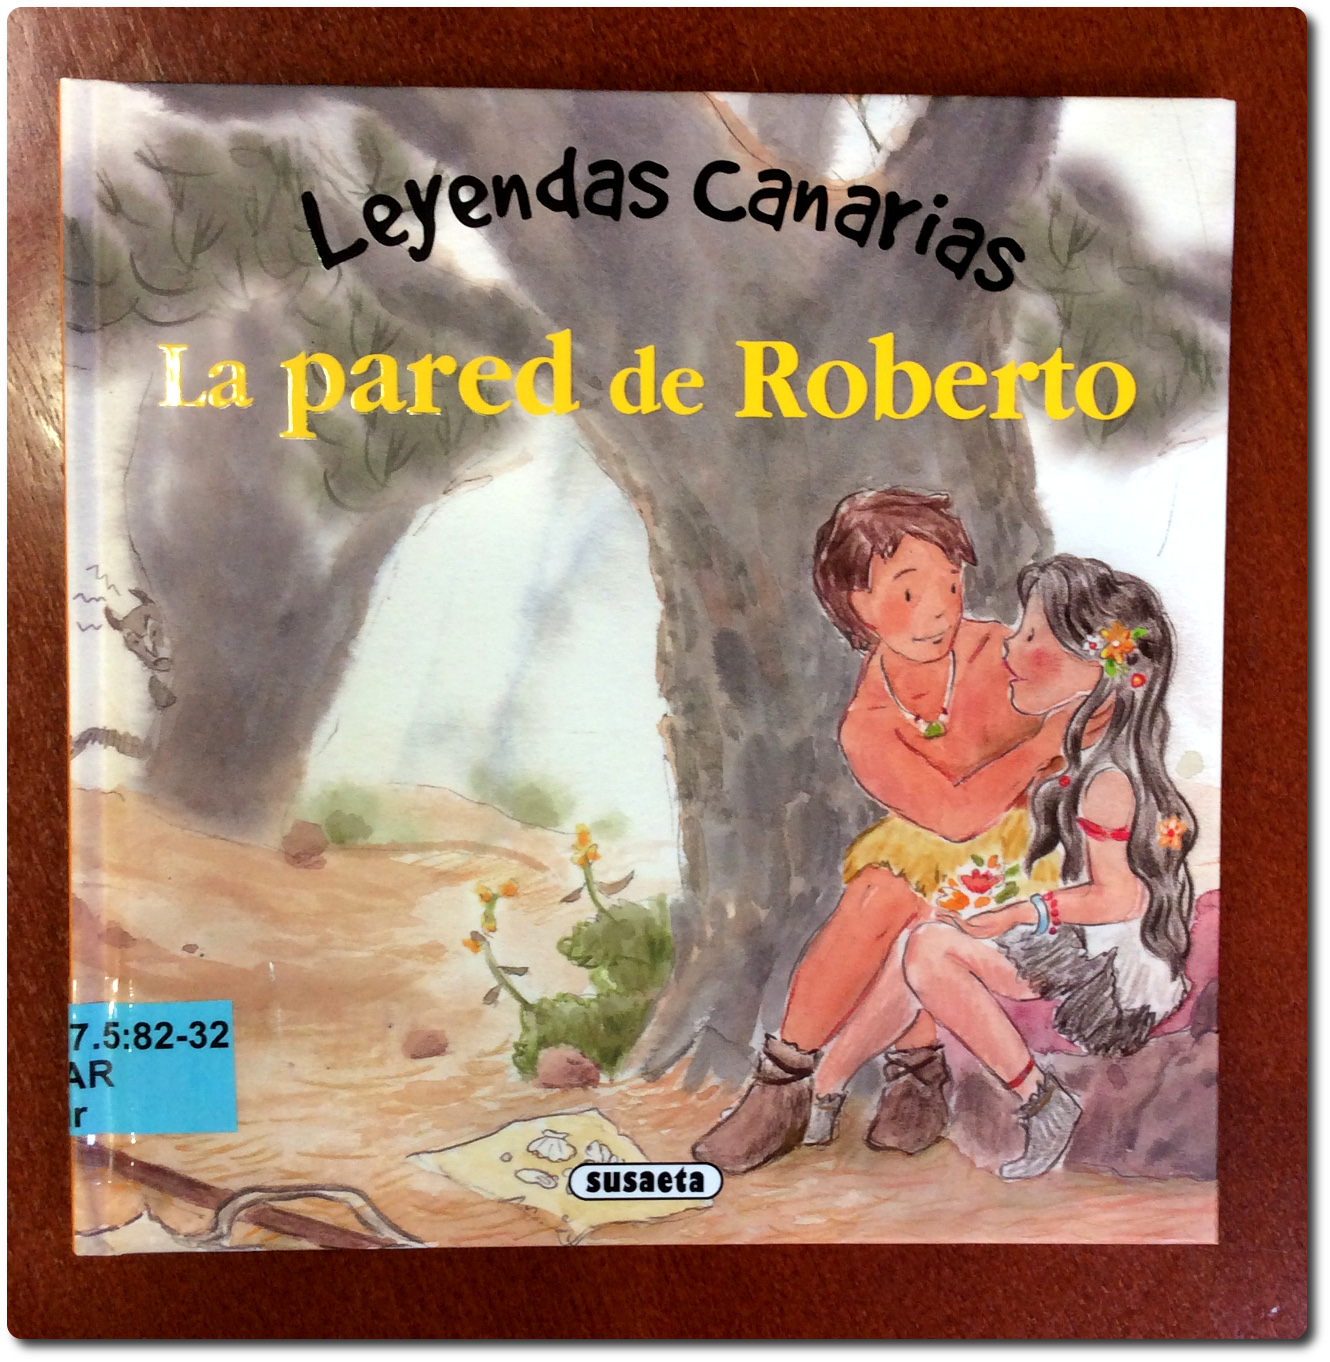 Leyendas Canarias
La pared de Roberto
7.5:82-32
AR
r
susaeta